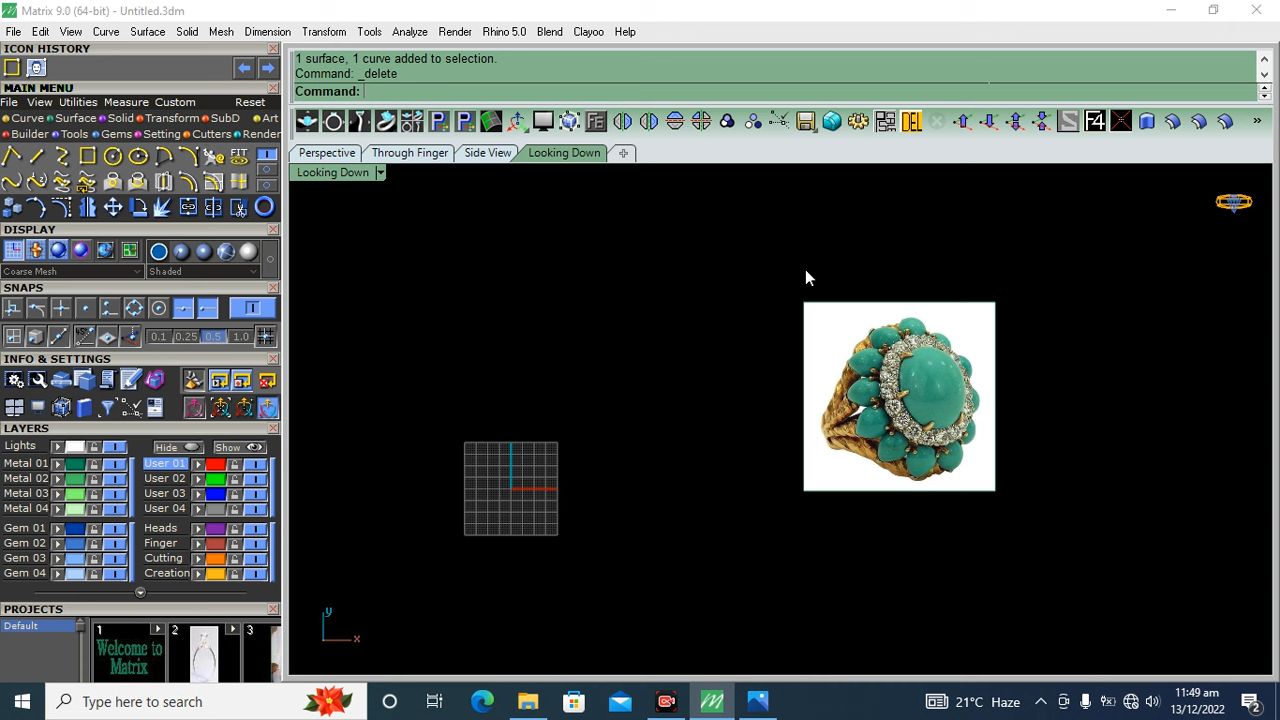 Matrix 9.0 (64-bit) - Untitled.3dm
File Edit View Curve Surface Solid Mesh Dimension Transform Tools Analyze Render Rhino 5.0 Blend Clayoo Help
ICON HISTORY
MAIN MENU
File View Utilities Measure Custom Reset
Curve Surface Solid Transform SubD Art
Builder Tools Gems Setting Cutters Render
FIT
DISPLAY
Coarse Mesh Shaded
SNAPS
0.1 0.25 0.5 1.0
INFO & SETTINGS
LAYERS
Lights Hide Show
Metal 01 User 01
Metal 02 User 02
Metal 03 User 03
Metal 04 User 04
Gem 01 Heads
Gem 02 Finger
Gem 03 Cutting
Gem 04 Creation
PROJECTS
Default
1 2 3
Welcome to
Matrix
1 surface, 1 curve added to selection.
Command: _delete
Command:
P P FE DEL S F4
Perspective Through Finger Side View Looking Down
Looking Down
y
x
Type here to search
21°C Haze
11:49 am
13/12/2022
2